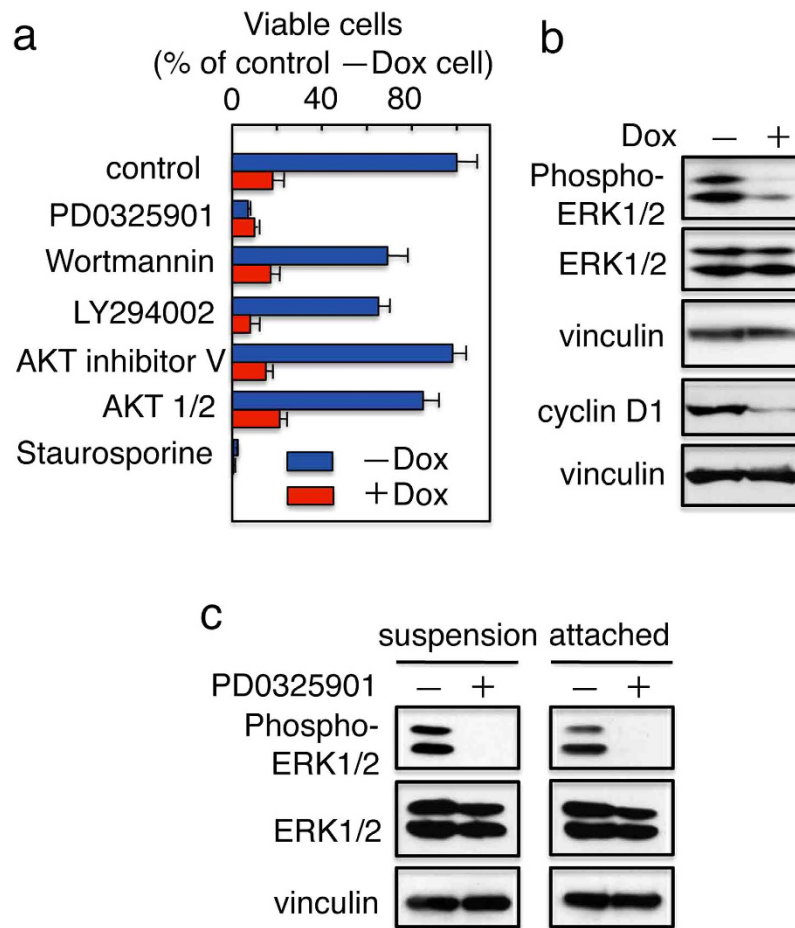 a
Viable cells
(% of control —Dox cell)
0 40 80
control
PD0325901
Wortmannin
LY294002
AKT inhibitor V
AKT 1/2
Staurosporine
—Dox
+Dox
b
Dox — +
Phospho-
ERK1/2
ERK1/2
vinculin
cyclin D1
vinculin
c
suspension attached
PD0325901 — + — +
Phospho-
ERK1/2
ERK1/2
vinculin